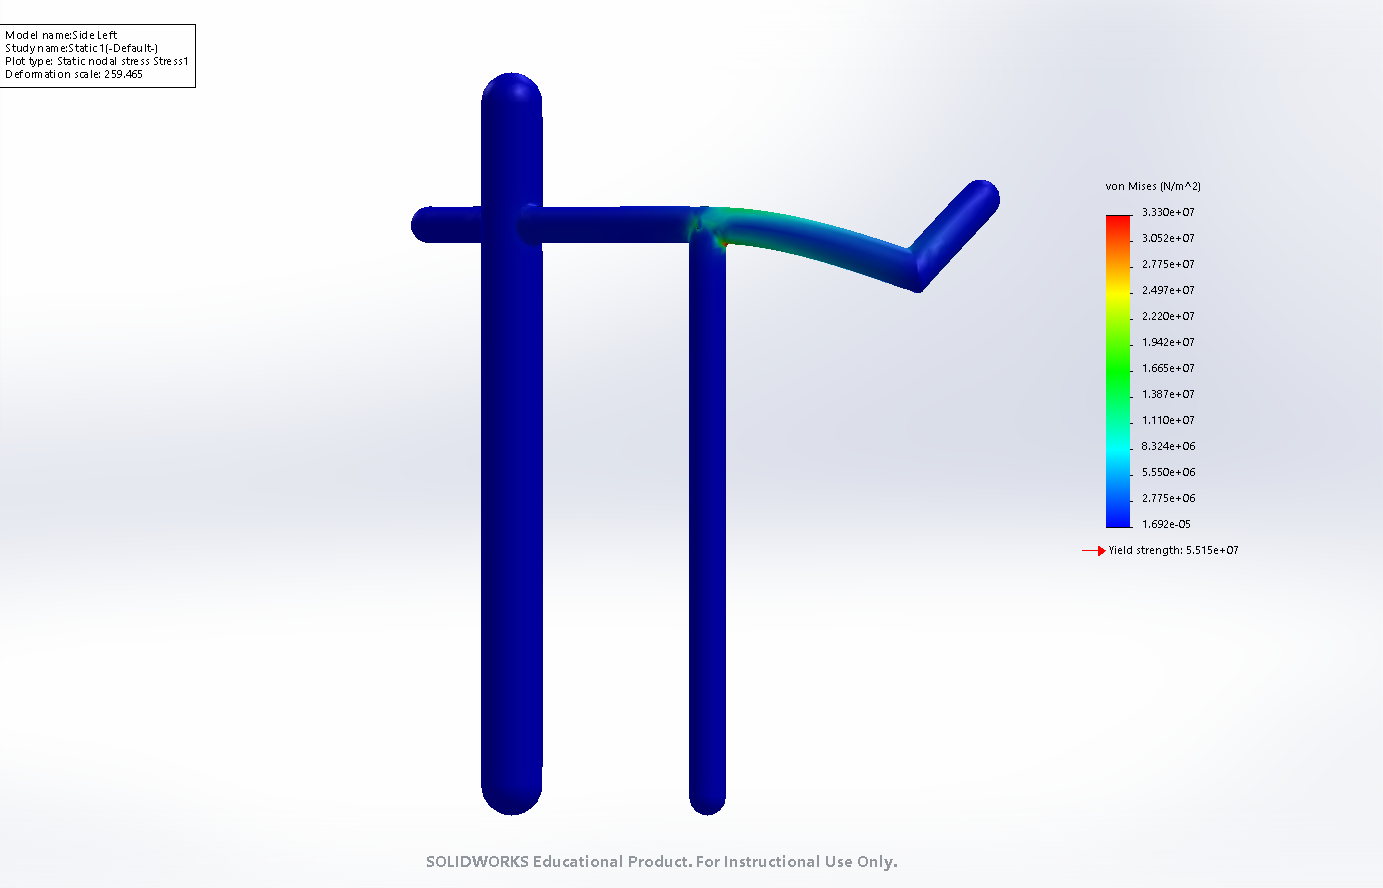 Model name:Side Left
Study name:Static 1(-Default-)
Plot type: Static nodal stress Stress1
Deformation scale: 259.465
von Mises (N/m^2)
3.330e+07
3.052e+07
2.775e+07
2.497e+07
2.220e+07
1.942e+07
1.665e+07
1.387e+07
1.110e+07
8.324e+06
5.550e+06
2.775e+06
1.692e-05
Yield strength: 5.515e+07
SOLIDWORKS Educational Product. For Instructional Use Only.